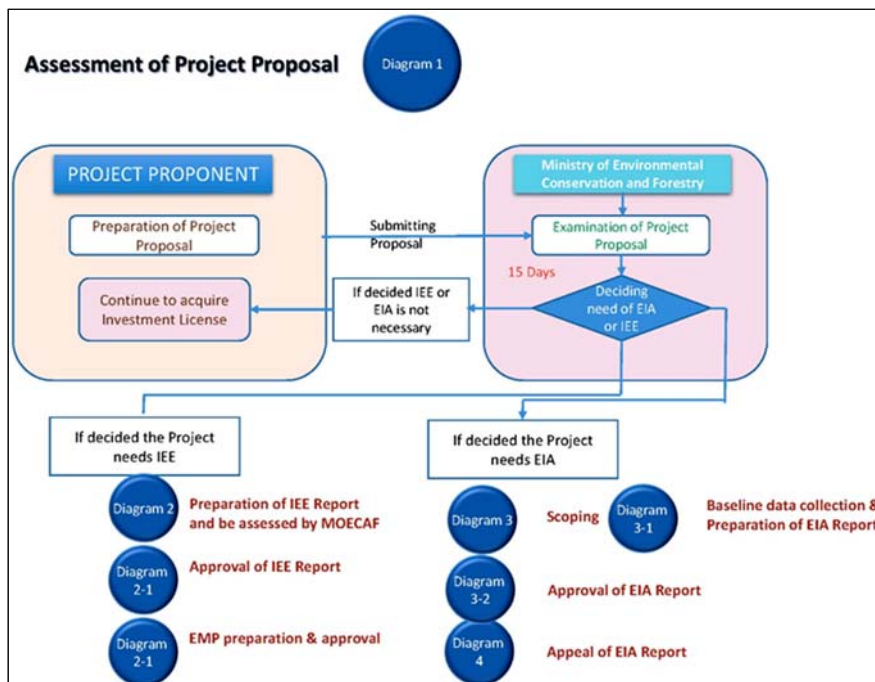 Assessment of Project Proposal
Diagram 1
PROJECT PROPONENT
Ministry of Environmental
Conservation and Forestry
Preparation of Project
Proposal
Submitting
Proposal
Examination of Project
Proposal
15 Days
Continue to acquire
Investment License
If decided IEE or
EIA is not
necessary
Deciding
need of EIA
or IEE
If decided the Project
needs IEE
If decided the Project
needs EIA
Diagram 2
Preparation of IEE Report
and be assessed by MOECAF
Diagram 3
Scoping
Diagram
3-1
Baseline data collection &
Preparation of EIA Report
Diagram
2-1
Approval of IEE Report
Diagram
3-2
Approval of EIA Report
Diagram
2-1
EMP preparation & approval
Diagram
4
Appeal of EIA Report